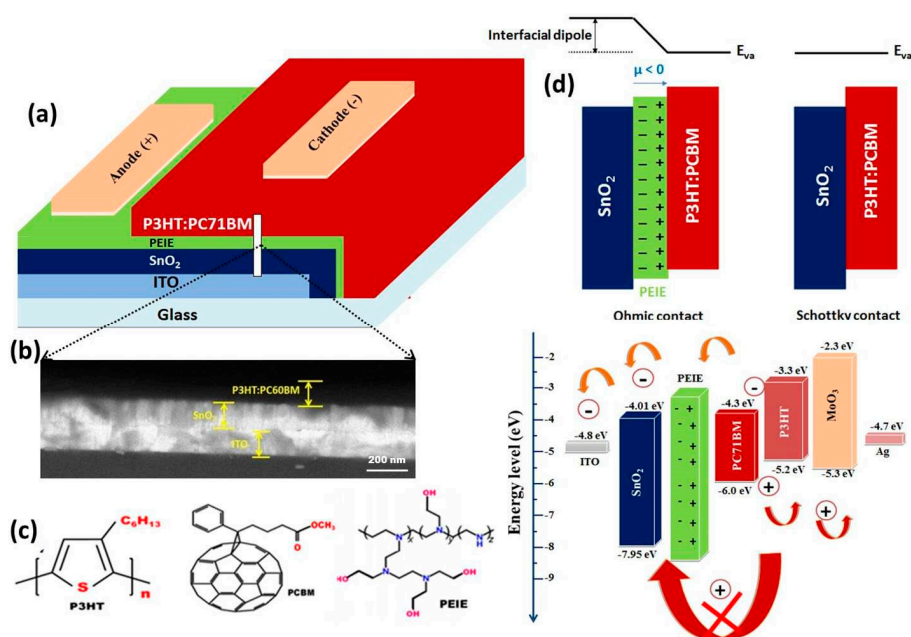 (a)
Anode (+)
Cathode (-)
P3HT:PC71BM
PEIE
SnO2
ITO
Glass
(b)
P3HT:PC60BM
SnO2
ITO
200 nm
(c)
C6H13
S
n
P3HT
OCH3
O
PCBM
OH
N
N
z
N
H
z
HO
N
N
OH
OH
PEIE
Interfacial dipole
Eva
Eva
(d)
μ < 0
SnO2
P3HT:PCBM
PEIE
SnO2
P3HT:PCBM
Ohmic contact
Schottky contact
Energy level (eV)
-2
-3
-4
-5
-6
-7
-8
-9
-4.8 eV
ITO
-4.01 eV
SnO2
-7.95 eV
PEIE
-4.3 eV
PC71BM
-6.0 eV
-3.3 eV
P3HT
-5.2 eV
-2.3 eV
MoO3
-5.3 eV
-4.7 eV
Ag